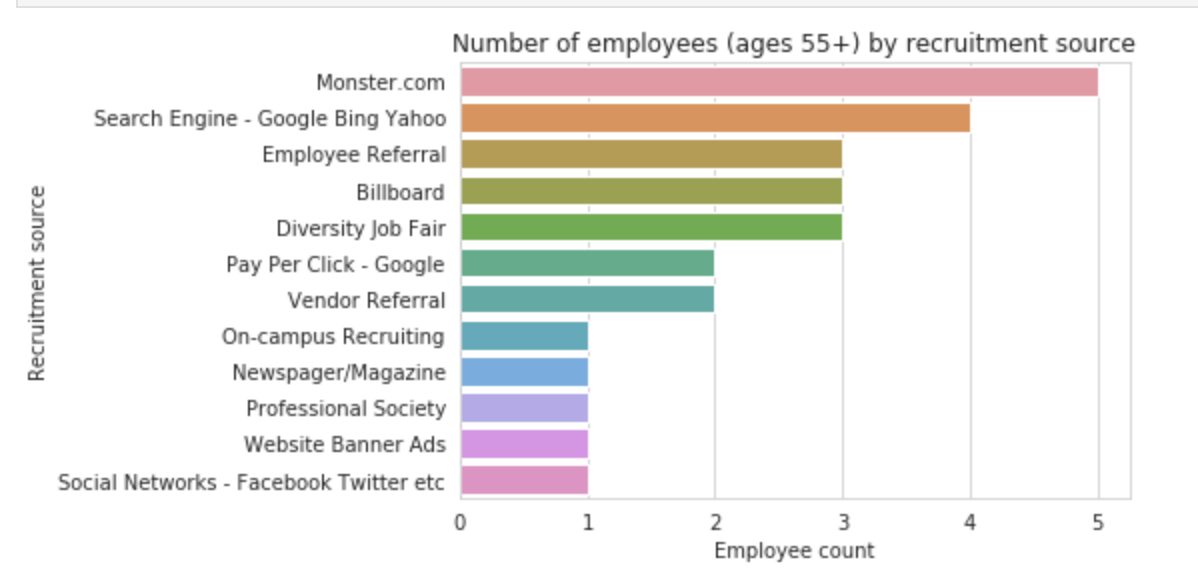 Number of employees (ages 55+) by recruitment source
Recruitment source
Monster.com
Search Engine - Google Bing Yahoo
Employee Referral
Billboard
Diversity Job Fair
Pay Per Click - Google
Vendor Referral
On-campus Recruiting
Newspager/Magazine
Professional Society
Website Banner Ads
Social Networks - Facebook Twitter etc
0 1 2 3 4 5
Employee count